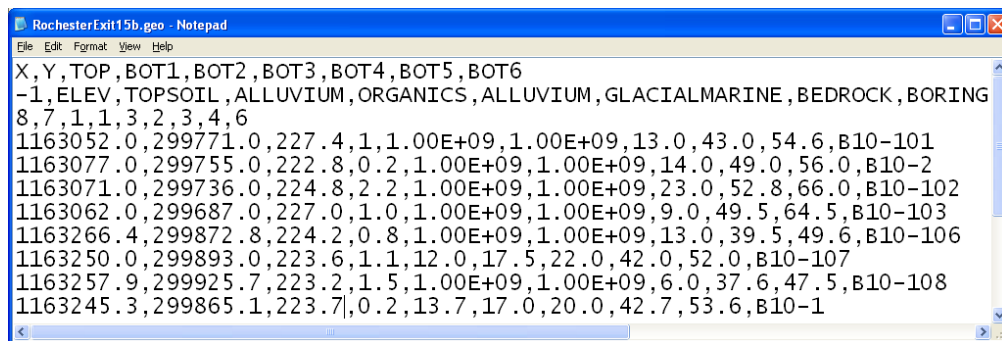 RochesterExit15b.geo - Notepad
File Edit Format View Help
X,Y,TOP,BOT1,BOT2,BOT3,BOT4,BOT5,BOT6
-1,ELEV,TOPSOIL,ALLUVIUM,ORGANICS,ALLUVIUM,GLACIALMARINE,BEDROCK,BORING
8,7,1,1,3,2,3,4,6
1163052.0,299771.0,227.4,1,1.00E+09,1.00E+09,13.0,43.0,54.6,B10-101
1163077.0,299755.0,222.8,0.2,1.00E+09,1.00E+09,14.0,49.0,56.0,B10-2
1163071.0,299736.0,224.8,2.2,1.00E+09,1.00E+09,23.0,52.8,66.0,B10-102
1163062.0,299687.0,227.0,1.0,1.00E+09,1.00E+09,9.0,49.5,64.5,B10-103
1163266.4,299872.8,224.2,0.8,1.00E+09,1.00E+09,13.0,39.5,49.6,B10-106
1163250.0,299893.0,223.6,1.1,12.0,17.5,22.0,42.0,52.0,B10-107
1163257.9,299925.7,223.2,1.5,1.00E+09,1.00E+09,6.0,37.6,47.5,B10-108
1163245.3,299865.1,223.7,0.2,13.7,17.0,20.0,42.7,53.6,B10-1